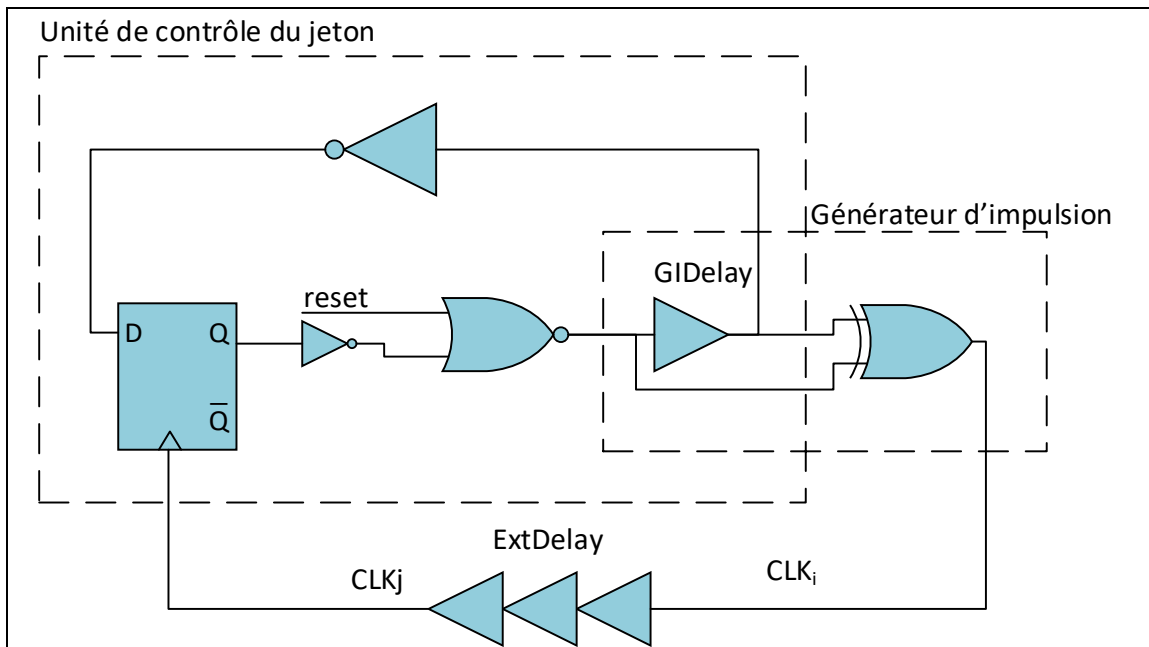 Unité de contrôle du jeton
Générateur d’impulsion
GIDelay
reset
D Q
Q̅
ExtDelay
CLKj
CLKᵢ